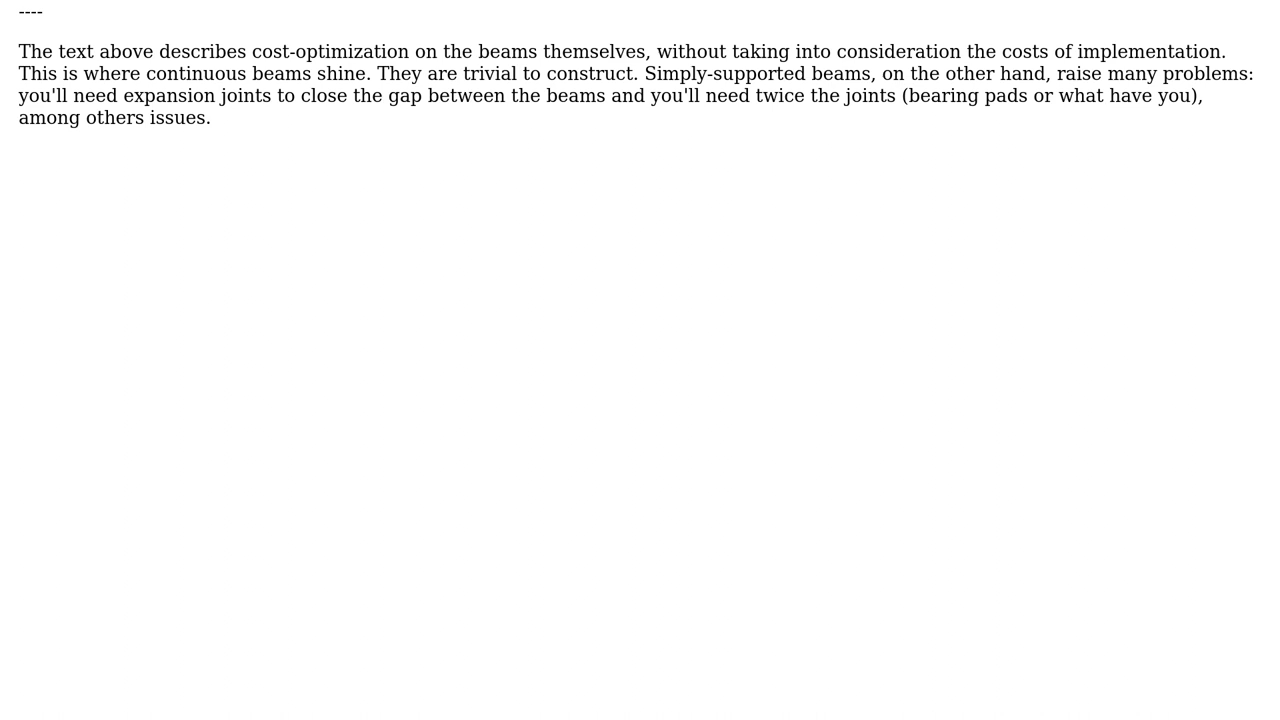 ----
The text above describes cost-optimization on the beams themselves, without taking into consideration the costs of implementation.
This is where continuous beams shine. They are trivial to construct. Simply-supported beams, on the other hand, raise many problems:
you'll need expansion joints to close the gap between the beams and you'll need twice the joints (bearing pads or what have you),
among others issues.